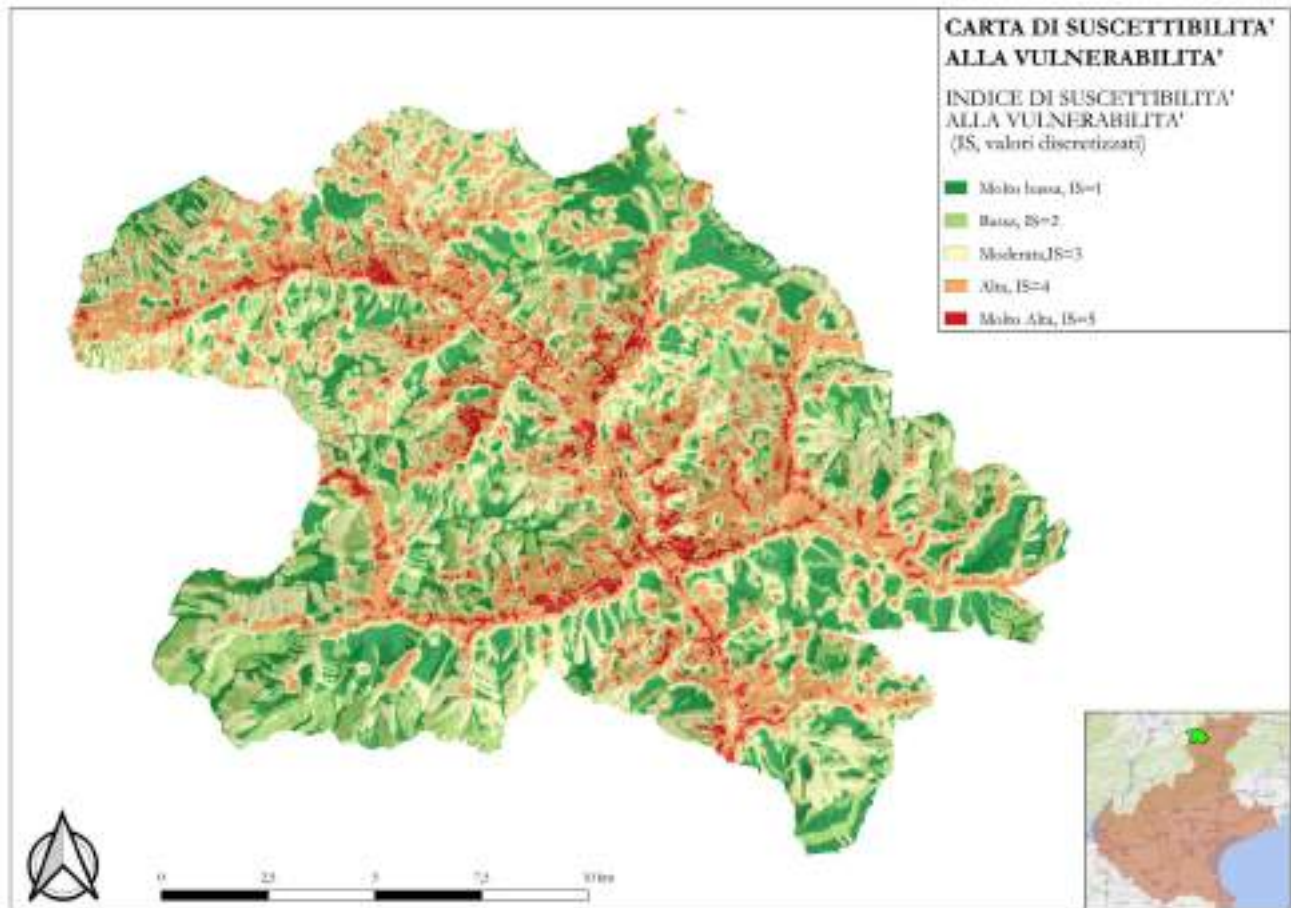 CARTA DI SUSCETTIBILITA'
ALLA VULNERABILITA'
INDICE DI SUSCETTIBILITA'
ALLA VULNERABILITA'
(IS, valori discretizzati)
Molto bassa, IS=1
Bassa, IS=2
Moderata,IS=3
Alta, IS=4
Molto Alta, IS=5
0 2,5 5 7,5 10 km